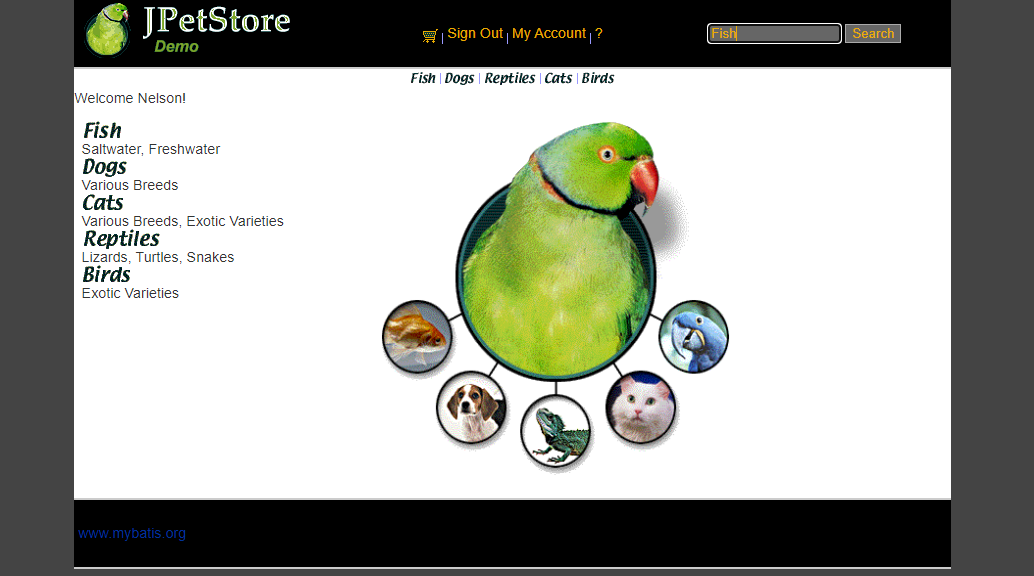 JPetStore
Demo
Sign Out | My Account | ?
Fish Search
Fish | Dogs | Reptiles | Cats | Birds
Welcome Nelson!
Fish
Saltwater, Freshwater
Dogs
Various Breeds
Cats
Various Breeds, Exotic Varieties
Reptiles
Lizards, Turtles, Snakes
Birds
Exotic Varieties
www.mybatis.org